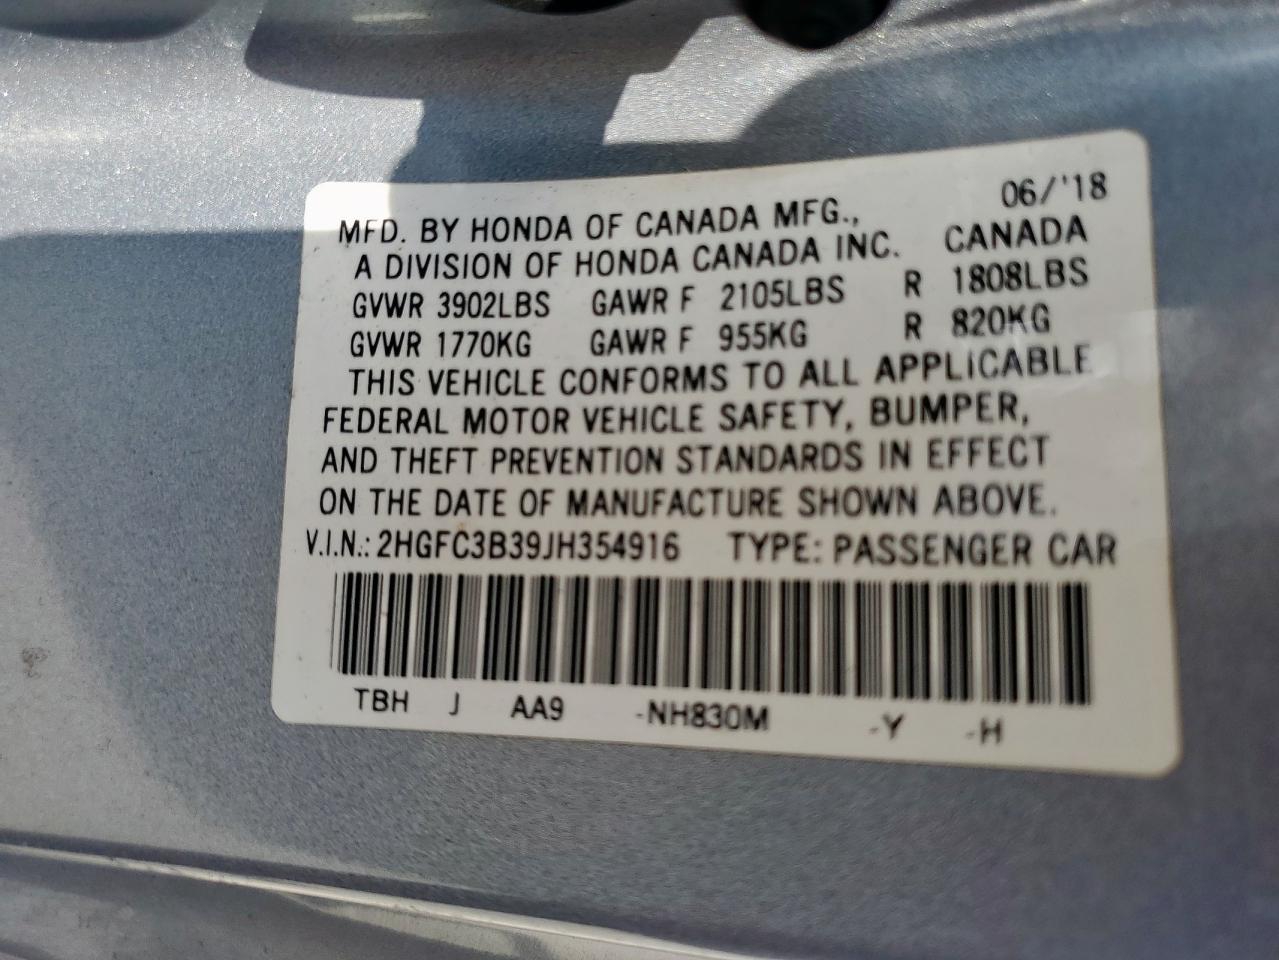 06/'18
MFD. BY HONDA OF CANADA MFG.,
A DIVISION OF HONDA CANADA INC. CANADA
GVWR 3902LBS GAWR F 2105LBS R 1808LBS
GVWR 1770KG GAWR F 955KG R 820KG
THIS VEHICLE CONFORMS TO ALL APPLICABLE
FEDERAL MOTOR VEHICLE SAFETY, BUMPER,
AND THEFT PREVENTION STANDARDS IN EFFECT
ON THE DATE OF MANUFACTURE SHOWN ABOVE.
V.I.N.: 2HGFC3B39JH354916 TYPE: PASSENGER CAR
TBH J AA9 -NH830M -Y -H